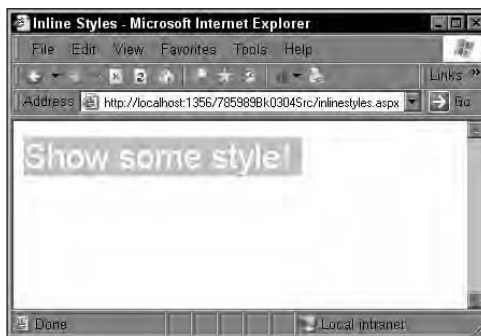 Inline Styles - Microsoft Internet Explorer
File Edit View Favorites Tools Help
Links »
Address http://localhost:1356/785989Bk0304Src/inlinestyles.aspx Go
Show some style!
Done Local intranet